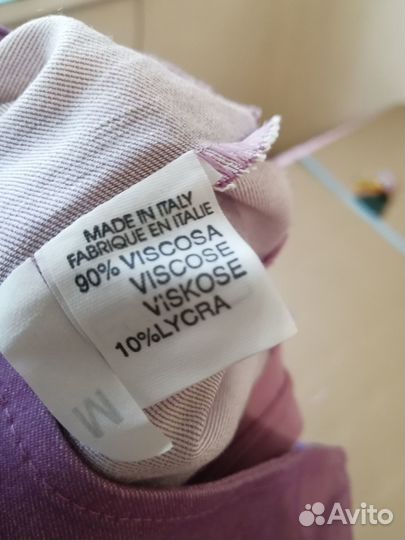 MADE IN ITALY
FABRIQUE EN ITALIE
90% VISCOSA
VISCOSE
VISKOSE
10%LYCRA
M
Avito